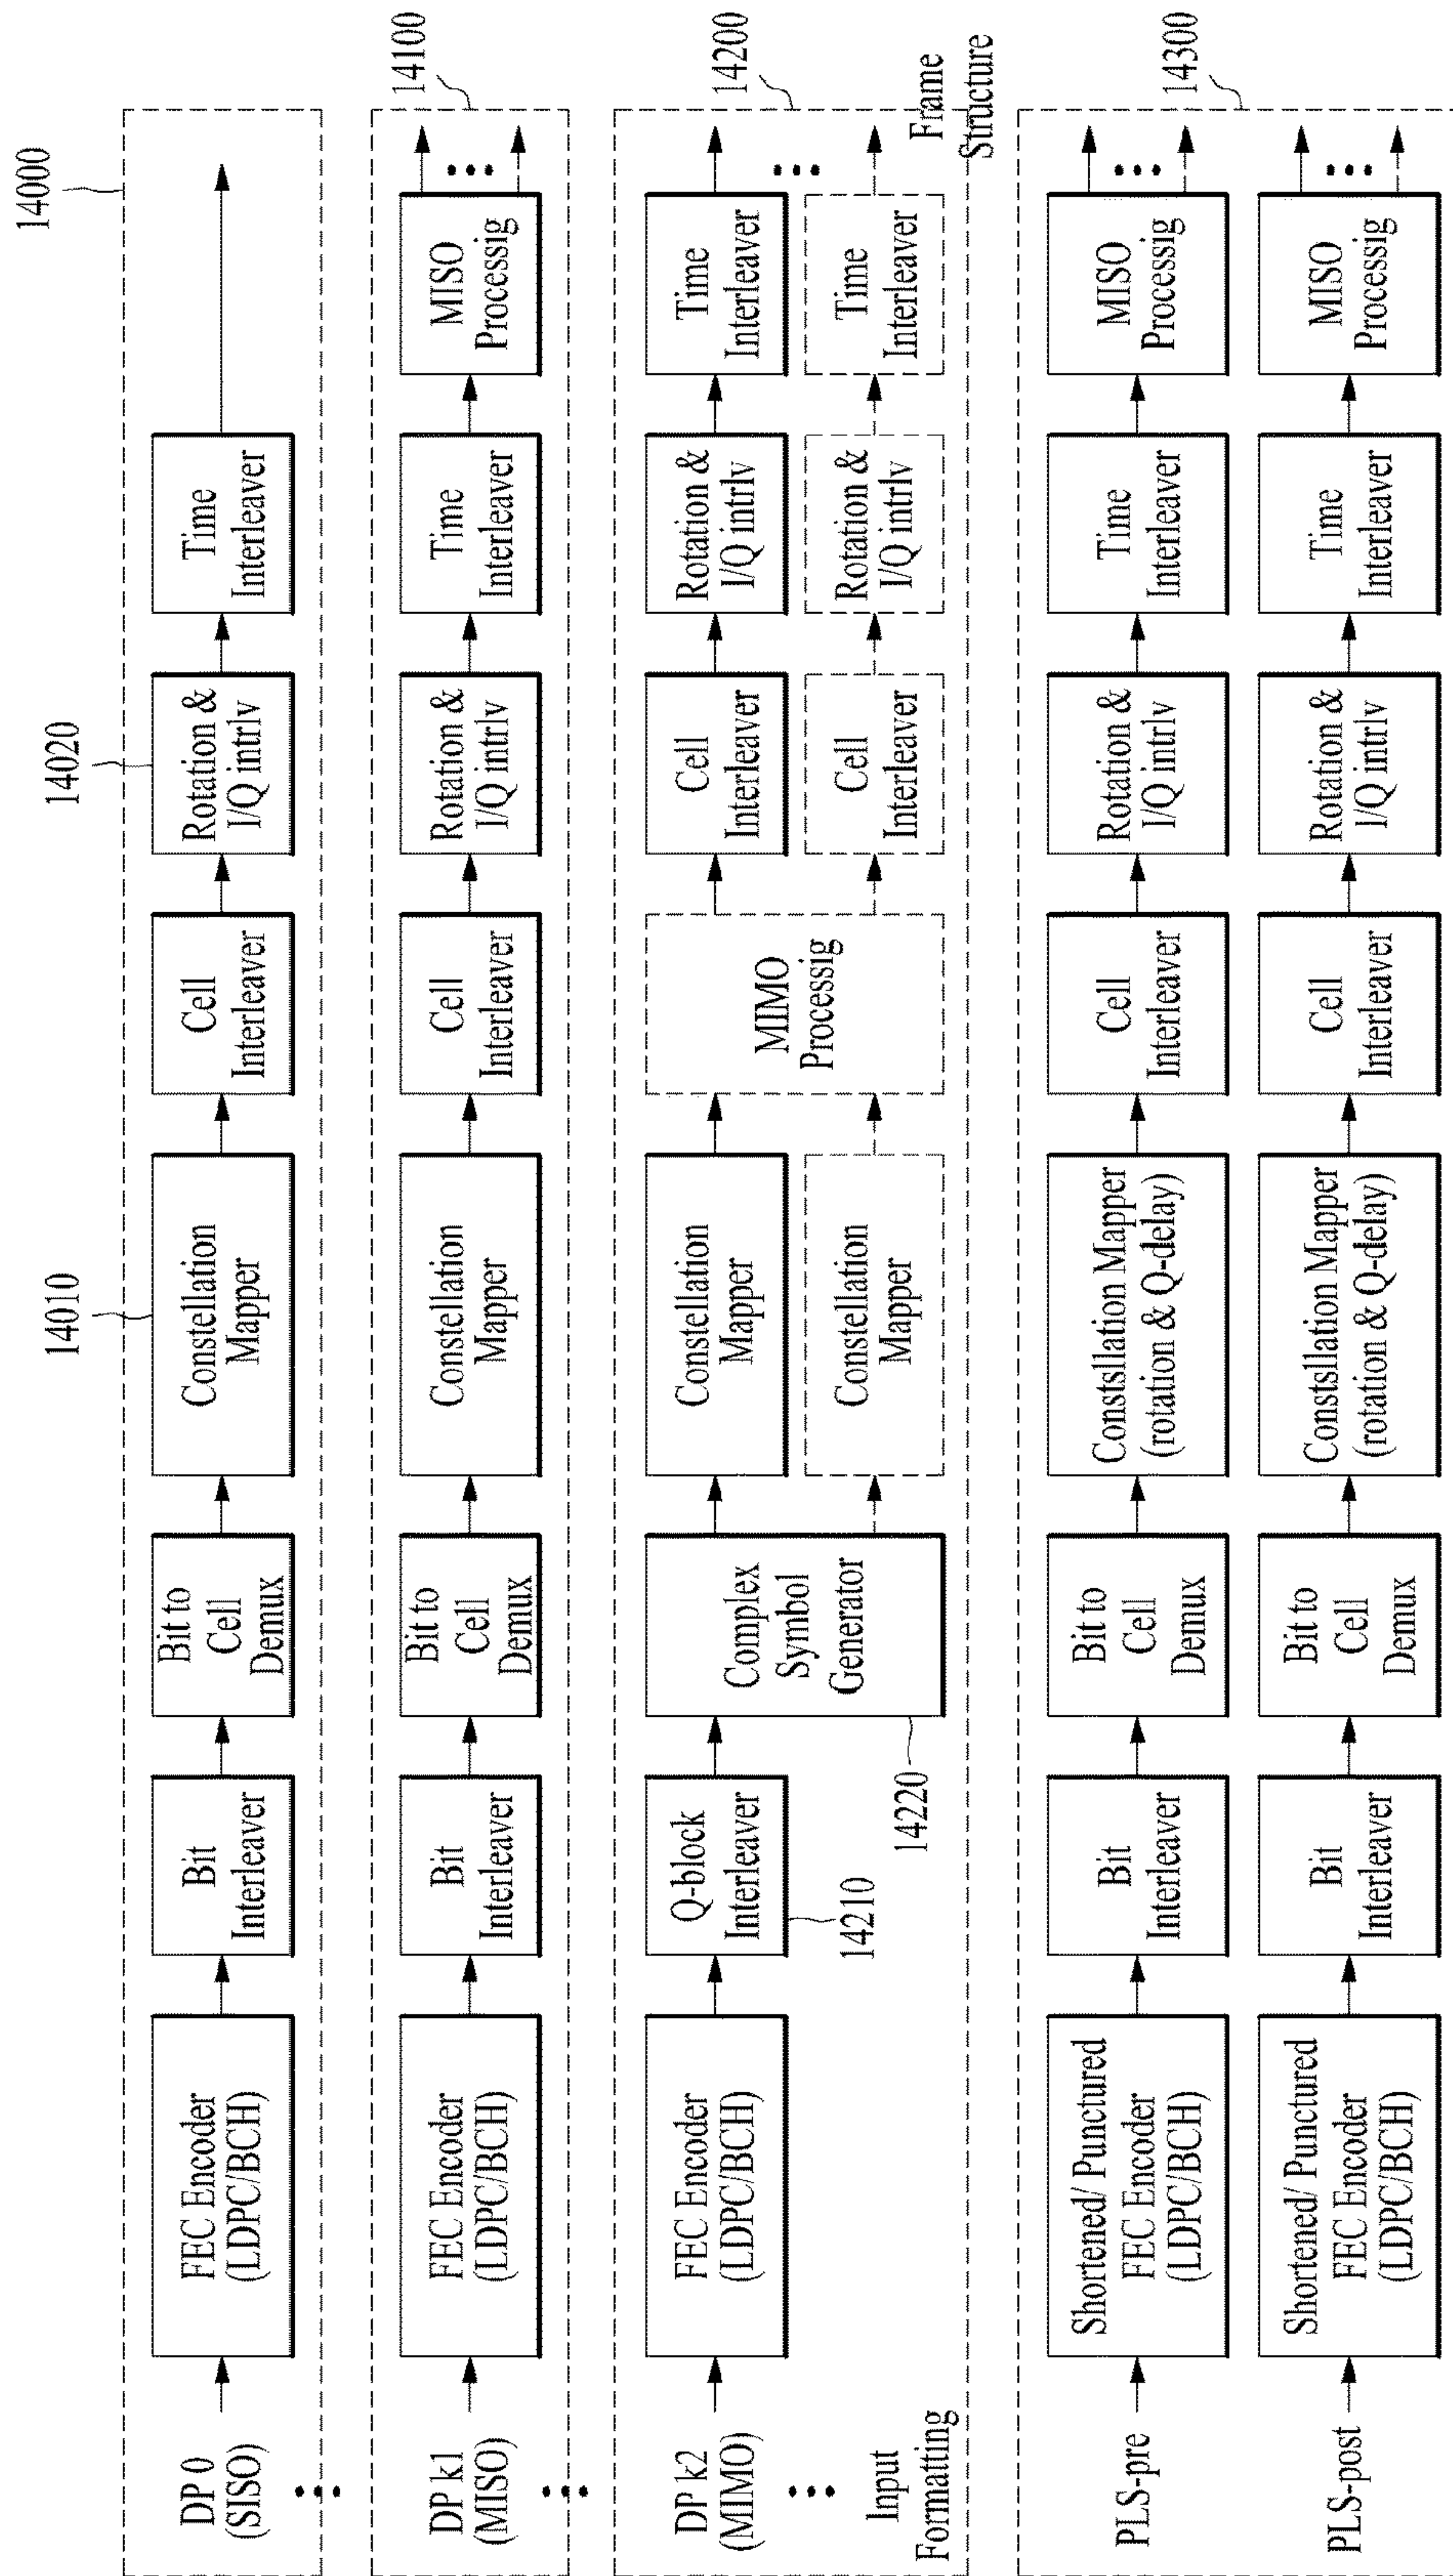 14000
14010
14020
DP 0
(SISO)
FEC Encoder
(LDPC/BCH)
Bit
Interleaver
Bit to
Cell
Demux
Constellation
Mapper
Cell
Interleaver
Rotation &
I/Q intrlv
Time
Interleaver
14100
DP k1
(MISO)
FEC Encoder
(LDPC/BCH)
Bit
Interleaver
Bit to
Cell
Demux
Constellation
Mapper
Cell
Interleaver
Rotation &
I/Q intrlv
Time
Interleaver
MISO
Processig
14200
DP k2
(MIMO)
FEC Encoder
(LDPC/BCH)
Q-block
Interleaver
14210
Complex
Symbol
Generator
14220
Constellation
Mapper
Constellation
Mapper
MIMO
Processig
Cell
Interleaver
Rotation &
I/Q intrlv
Time
Interleaver
Cell
Interleaver
Rotation &
I/Q intrlv
Time
Interleaver
Input
Formatting
Frame
Structure
14300
PLS-pre
Shortened/ Punctured
FEC Encoder
(LDPC/BCH)
Bit
Interleaver
Bit to
Cell
Demux
Constsllation Mapper
(rotation & Q-delay)
Cell
Interleaver
Rotation &
I/Q intrlv
Time
Interleaver
MISO
Processig
PLS-post
Shortened/ Punctured
FEC Encoder
(LDPC/BCH)
Bit
Interleaver
Bit to
Cell
Demux
Constsllation Mapper
(rotation & Q-delay)
Cell
Interleaver
Rotation &
I/Q intrlv
Time
Interleaver
MISO
Processig